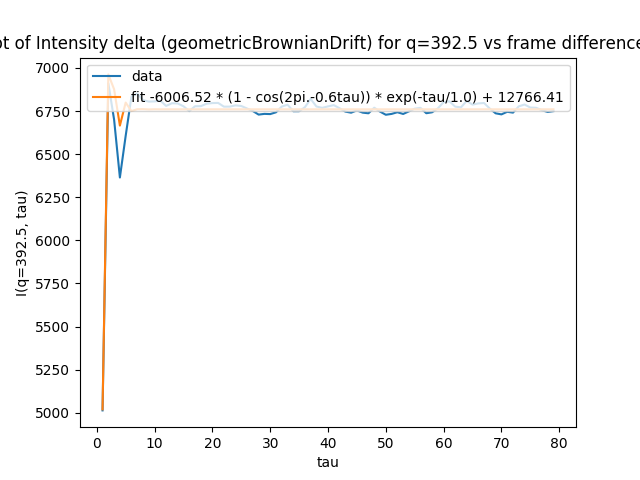 ot of Intensity delta (geometricBrownianDrift) for q=392.5 vs frame difference
data
fit -6006.52 * (1 - cos(2pi,-0.6tau)) * exp(-tau/1.0) + 12766.41
I(q=392.5, tau)
7000
6750
6500
6250
6000
5750
5500
5250
5000
0 10 20 30 40 50 60 70 80
tau